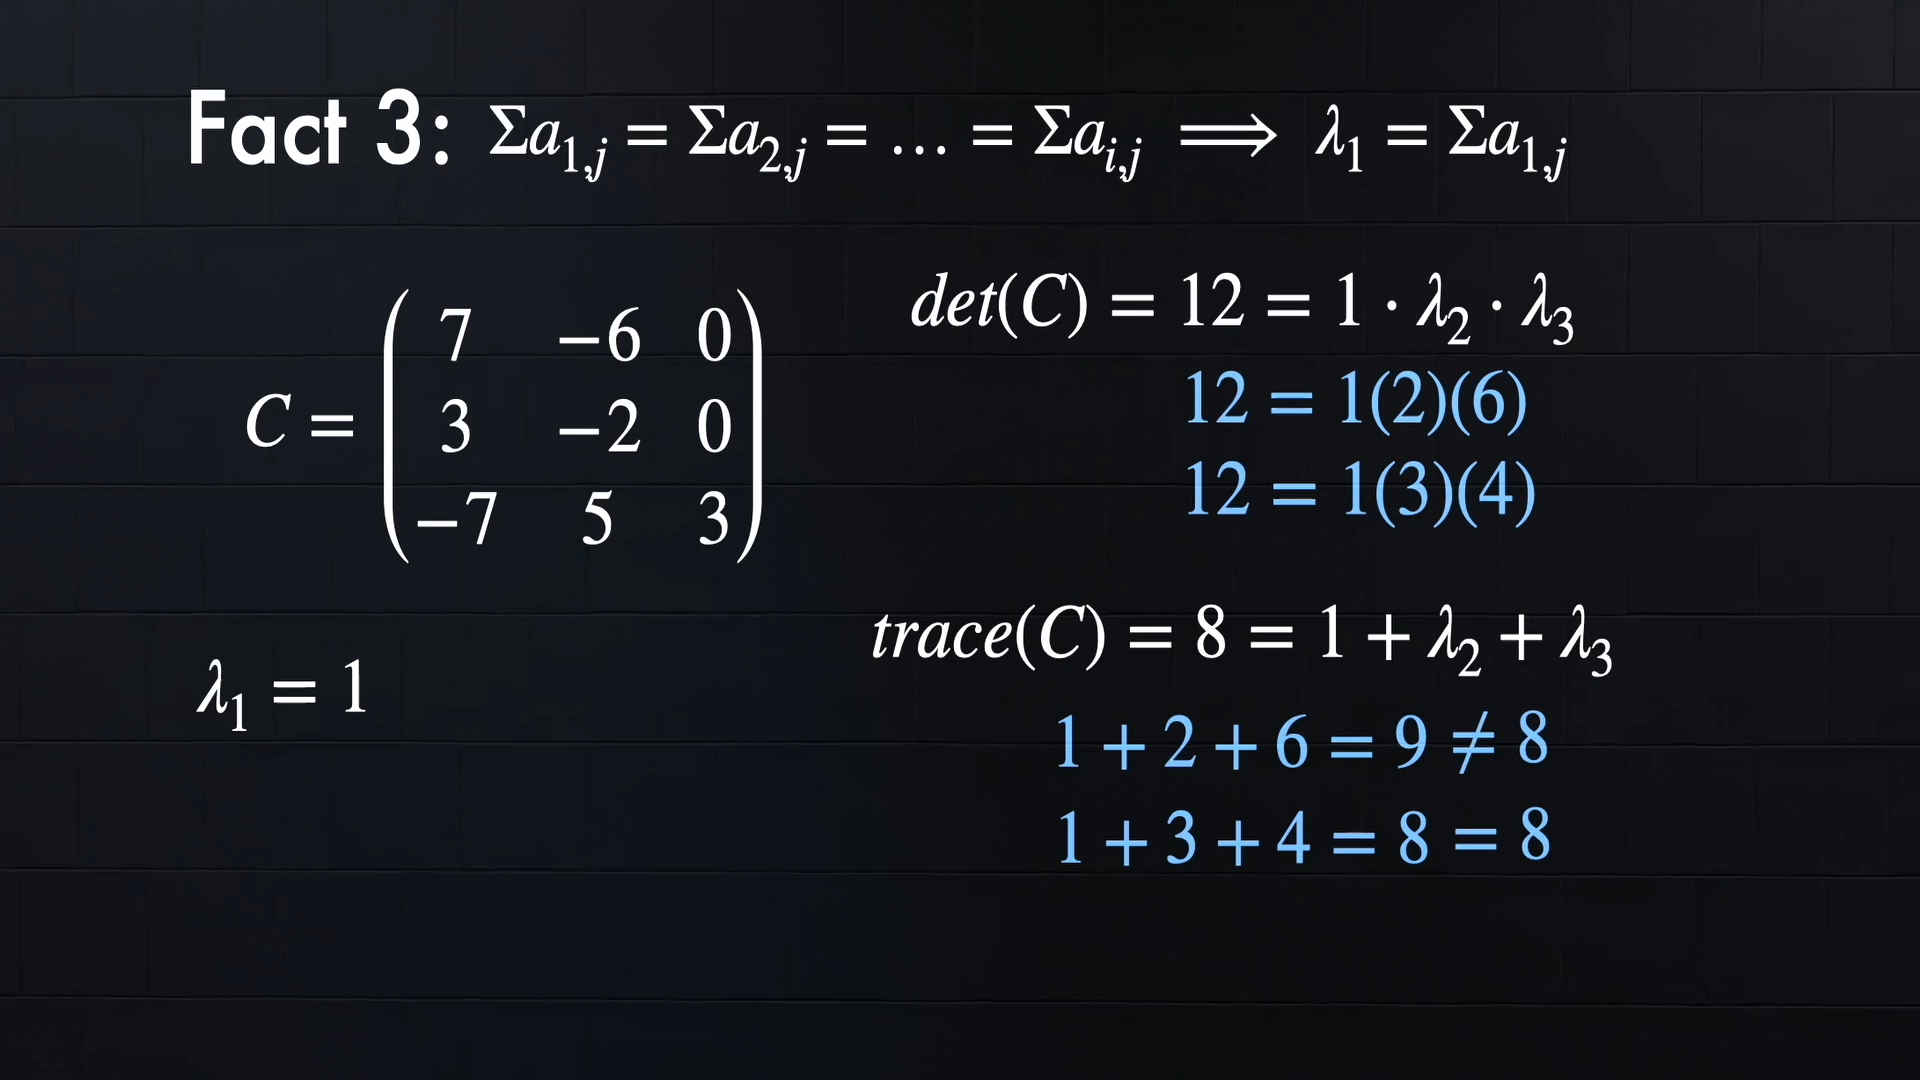 Fact 3: Σa₁,ⱼ = Σa₂,ⱼ = … = Σaᵢ,ⱼ ⟹ λ₁ = Σa₁,ⱼ
C = ( 7 −6 0
3 −2 0
−7 5 3 )
λ₁ = 1
det(C) = 12 = 1 · λ₂ · λ₃
12 = 1(2)(6)
12 = 1(3)(4)
trace(C) = 8 = 1 + λ₂ + λ₃
1 + 2 + 6 = 9 ≠ 8
1 + 3 + 4 = 8 = 8